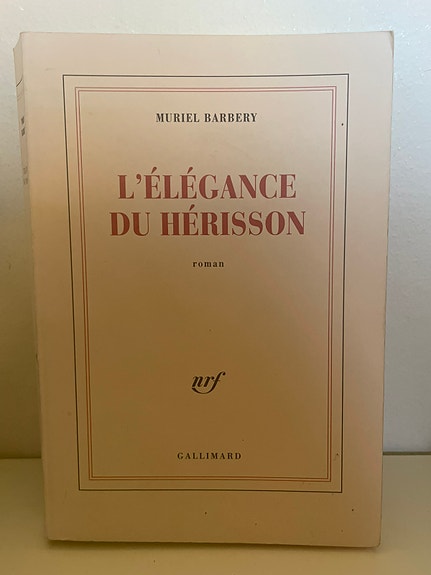 MURIEL BARBERY
L'ÉLÉGANCE
DU HÉRISSON
roman
nrf
GALLIMARD